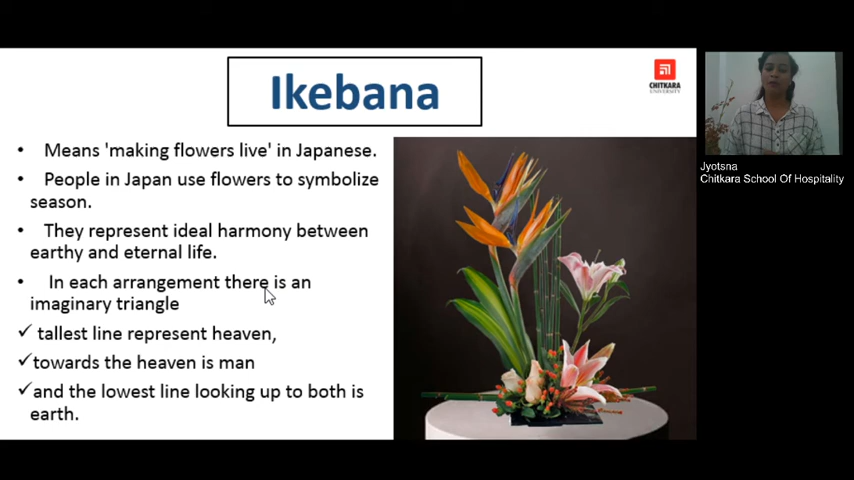 Ikebana
CHITKARA
UNIVERSITY
• Means 'making flowers live' in Japanese.
• People in Japan use flowers to symbolize
season.
• They represent ideal harmony between
earthy and eternal life.
• In each arrangement there is an
imaginary triangle
✓ tallest line represent heaven,
✓towards the heaven is man
✓and the lowest line looking up to both is
earth.
Jyotsna
Chitkara School Of Hospitality